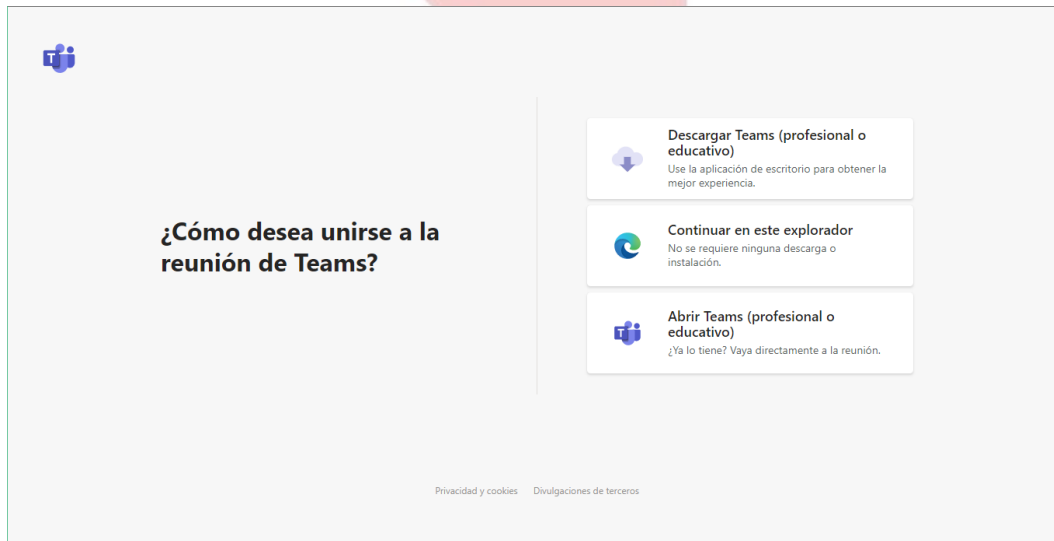 ¿Cómo desea unirse a la
reunión de Teams?
Descargar Teams (profesional o
educativo)
Use la aplicación de escritorio para obtener la
mejor experiencia.
Continuar en este explorador
No se requiere ninguna descarga o
instalación.
Abrir Teams (profesional o
educativo)
¿Ya lo tiene? Vaya directamente a la reunión.
Privacidad y cookies Divulgaciones de terceros